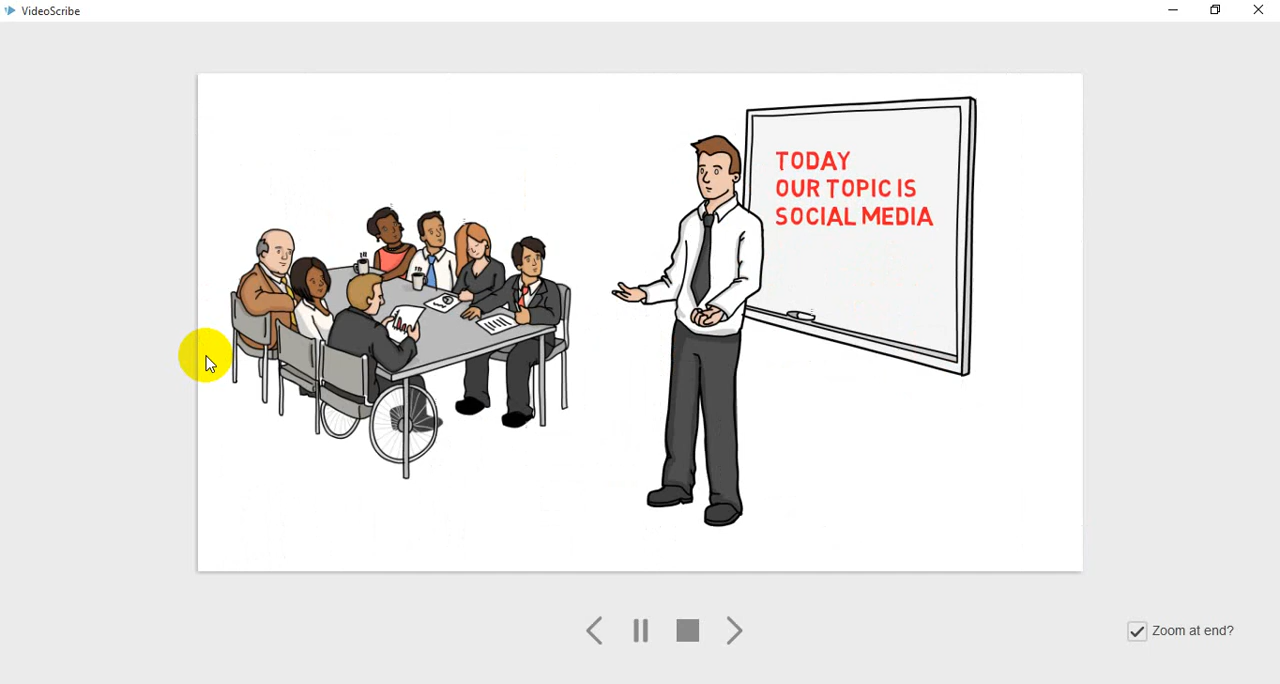 VideoScribe
TODAY
OUR TOPIC IS
SOCIAL MEDIA
Zoom at end?